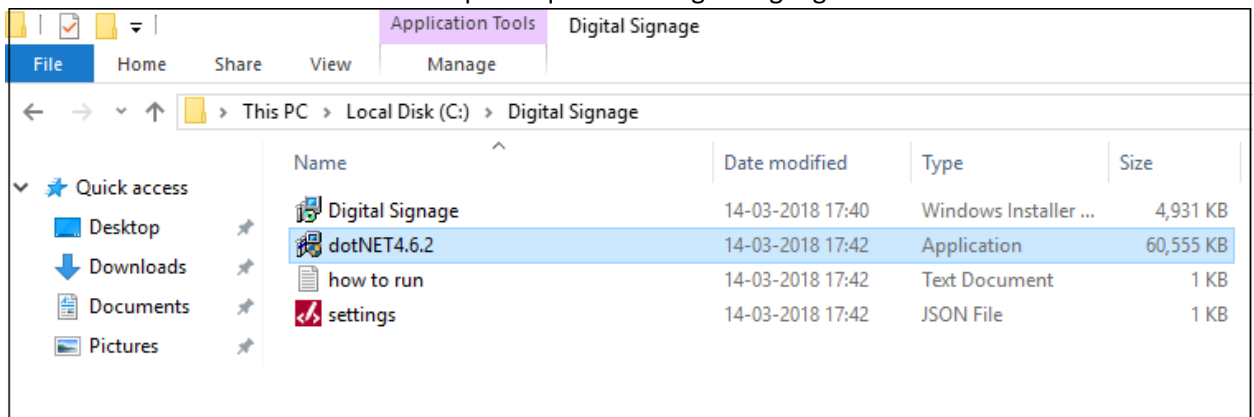 Application Tools Digital Signage
File Home Share View Manage
This PC > Local Disk (C:) > Digital Signage
Name Date modified Type Size
Quick access
Digital Signage 14-03-2018 17:40 Windows Installer ... 4,931 KB
Desktop
dotNET4.6.2 14-03-2018 17:42 Application 60,555 KB
Downloads
how to run 14-03-2018 17:42 Text Document 1 KB
Documents
settings 14-03-2018 17:42 JSON File 1 KB
Pictures